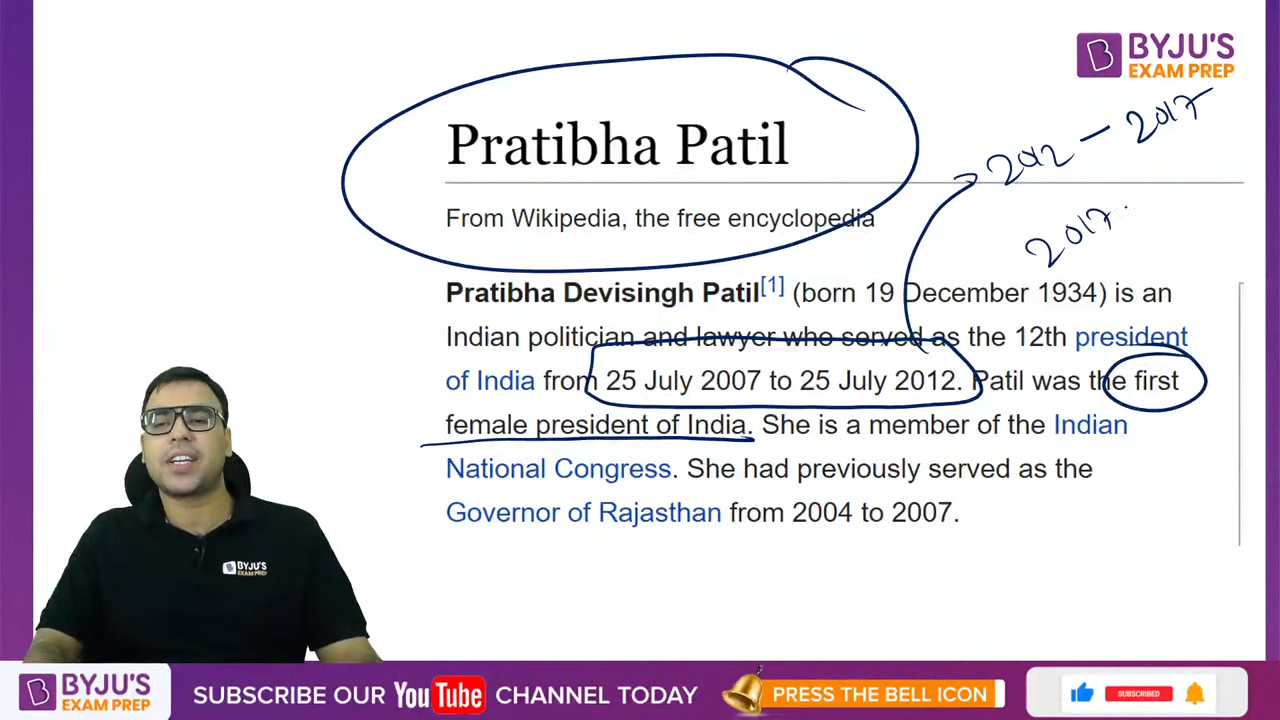 BYJU'S
EXAM PREP
2012 - 2017
Pratibha Patil
From Wikipedia, the free encyclopedia
2017
Pratibha Devisingh Patil[1] (born 19 December 1934) is an
Indian politician and lawyer who served as the 12th president
of India from 25 July 2007 to 25 July 2012. Patil was the first
female president of India. She is a member of the Indian
National Congress. She had previously served as the
Governor of Rajasthan from 2004 to 2007.
BYJU'S
EXAM PREP
BYJU'S
EXAM PREP
SUBSCRIBE OUR YouTube CHANNEL TODAY
PRESS THE BELL ICON
SUBSCRIBED